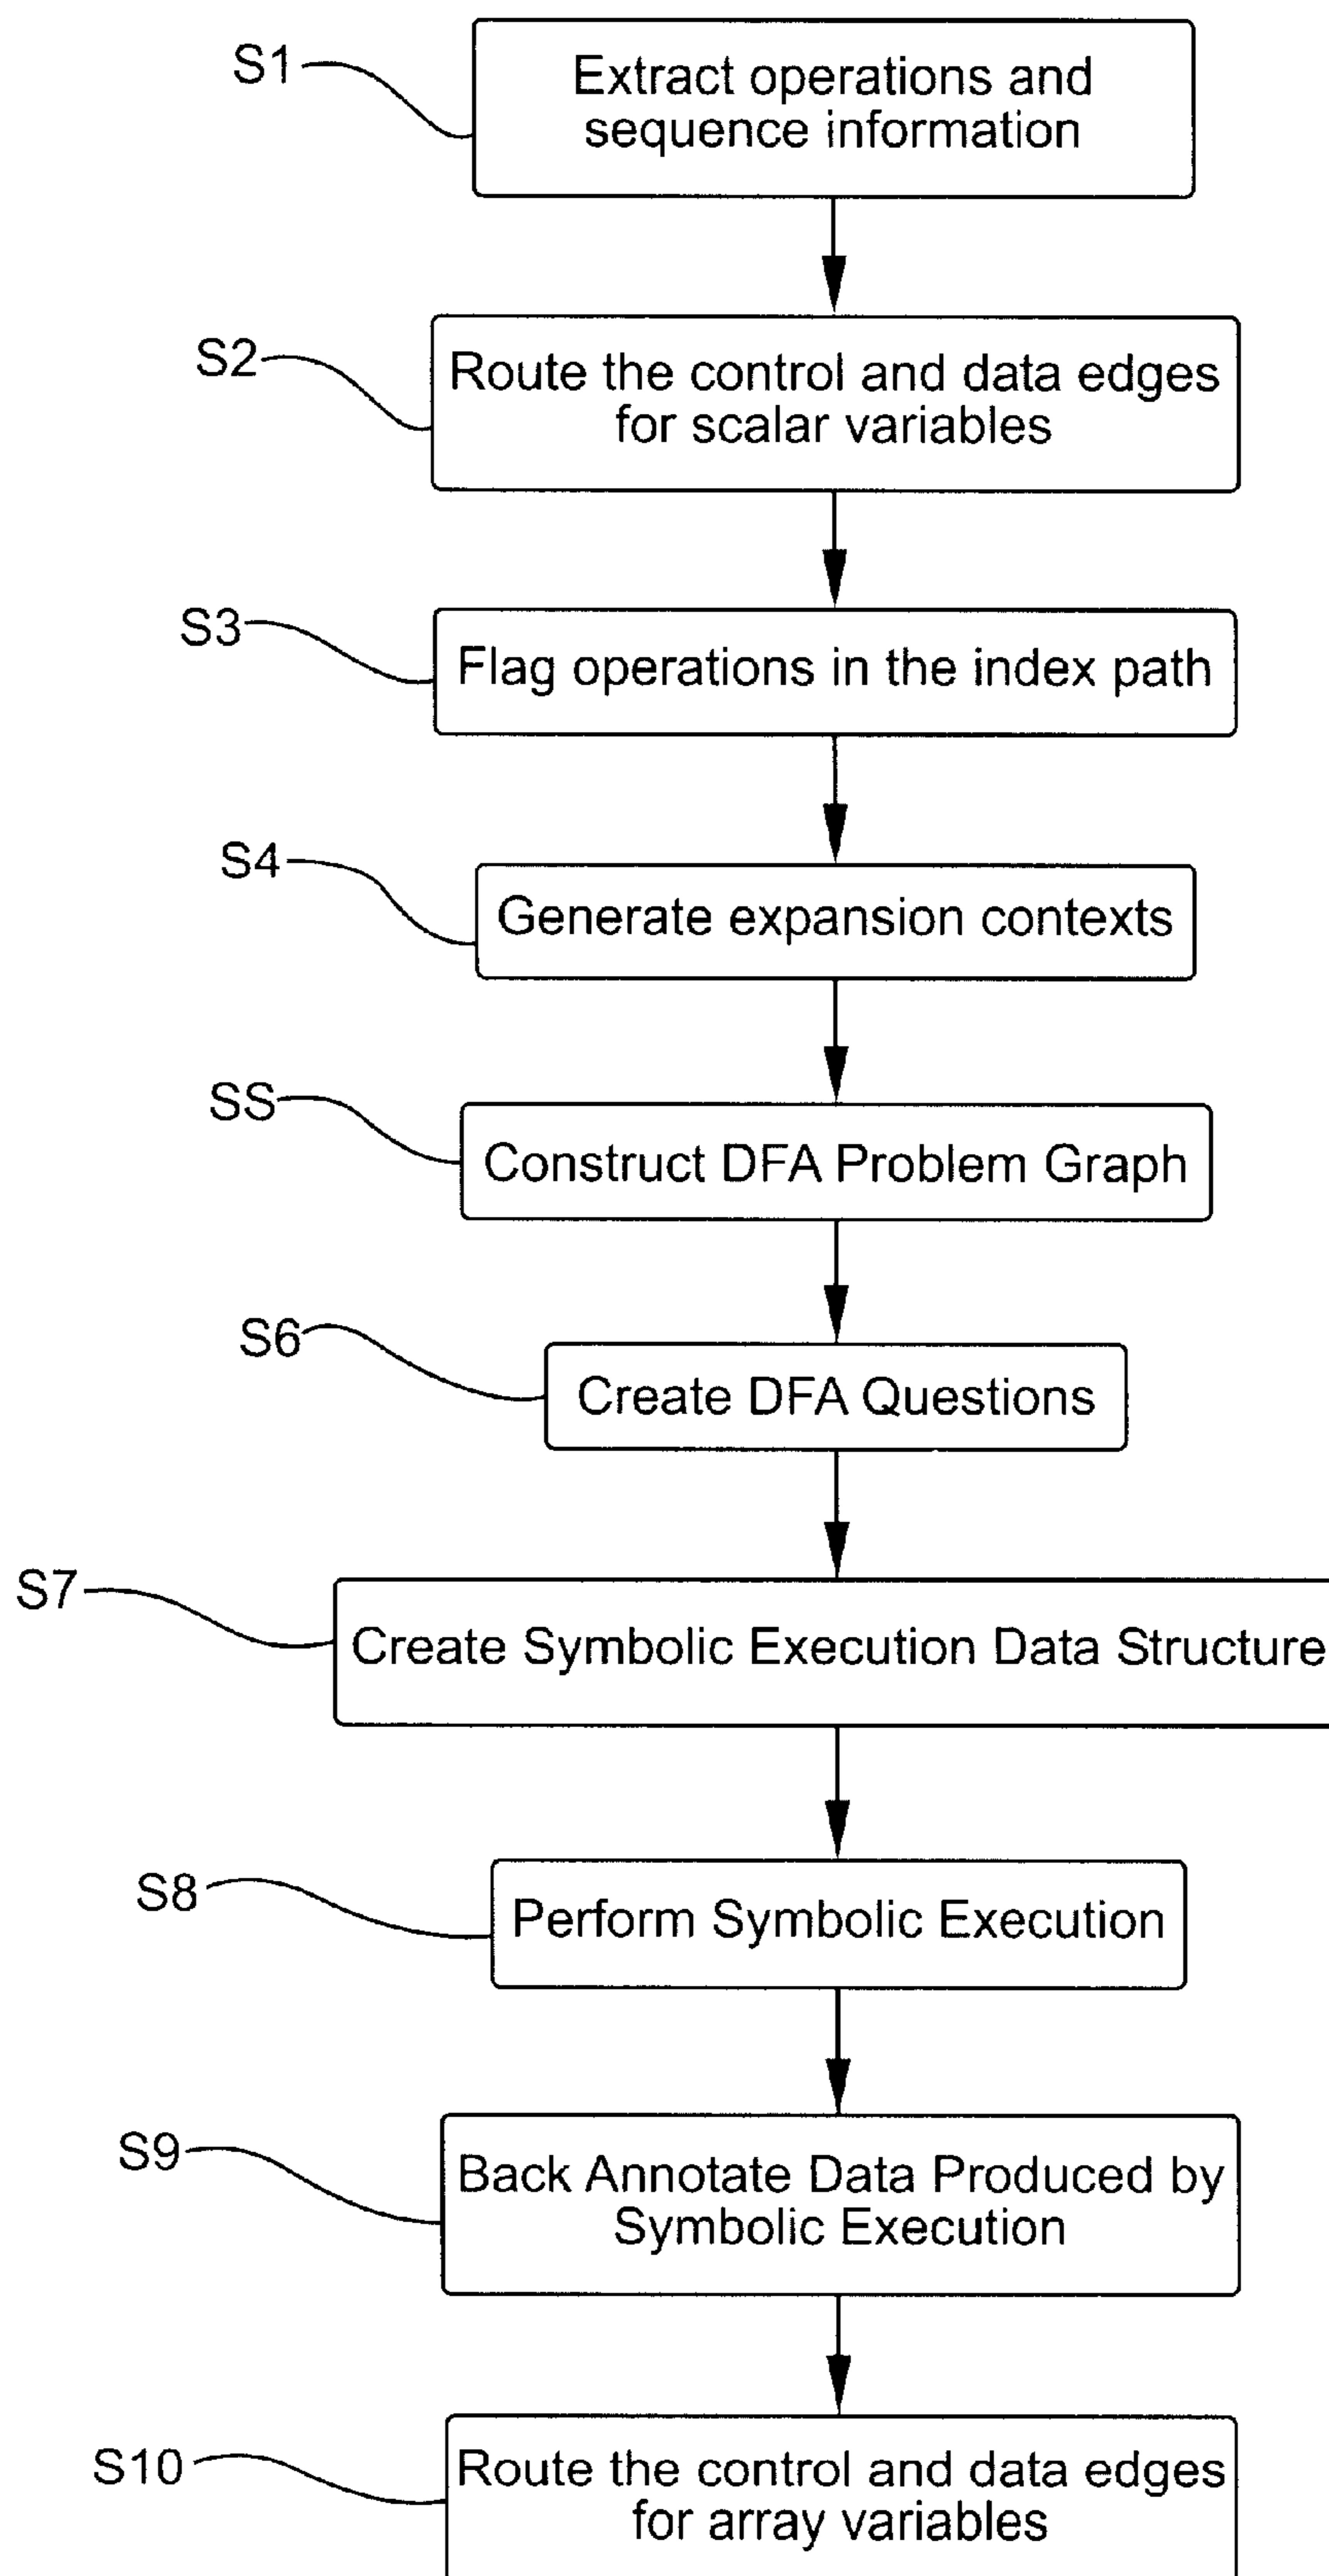 S1
Extract operations and
sequence information
S2
Route the control and data edges
for scalar variables
S3
Flag operations in the index path
S4
Generate expansion contexts
SS
Construct DFA Problem Graph
S6
Create DFA Questions
S7
Create Symbolic Execution Data Structure
S8
Perform Symbolic Execution
S9
Back Annotate Data Produced by
Symbolic Execution
S10
Route the control and data edges
for array variables